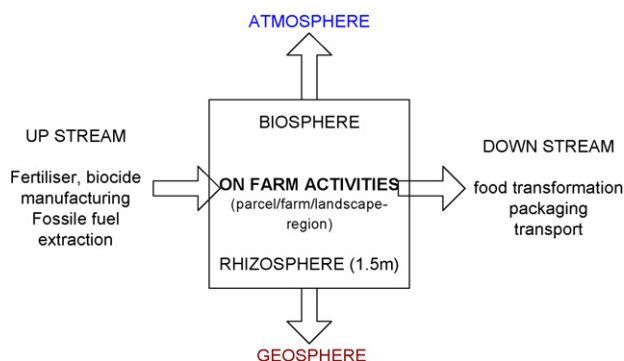 ATMOSPHERE
UP STREAM
Fertiliser, biocide
manufacturing
Fossile fuel
extraction
BIOSPHERE
ON FARM ACTIVITIES
(parcel/farm/landscape-
region)
RHIZOSPHERE (1.5m)
DOWN STREAM
food transformation
packaging
transport
GEOSPHERE